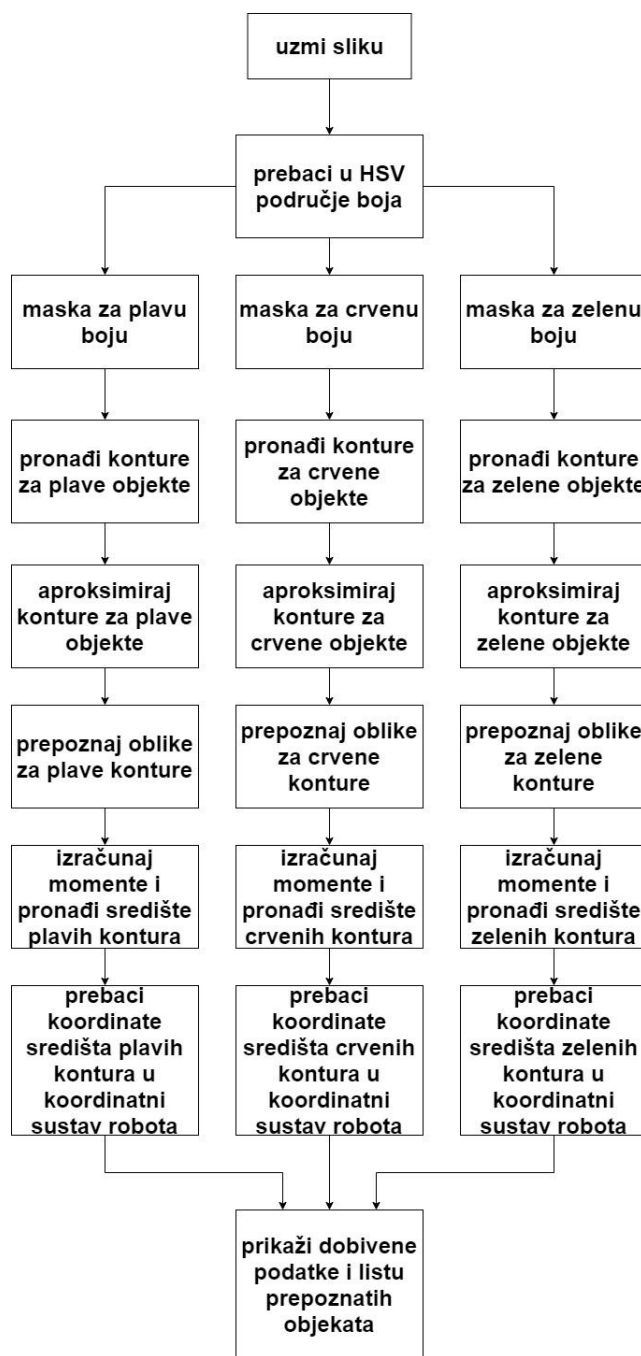 uzmi sliku
prebaci u HSV
područje boja
maska za plavu
boju
maska za crvenu
boju
maska za zelenu
boju
pronađi konture
za plave objekte
pronađi konture
za crvene
objekte
pronađi konture
za zelene objekte
aproksimiraj
konture za plave
objekte
aproksimiraj
konture za
crvene objekte
aproksimiraj
konture za
zelene objekte
prepoznaj oblike
za plave konture
prepoznaj oblike
za crvene
konture
prepoznaj oblike
za zelene
konture
izračunaj
momente i
pronađi središte
plavih kontura
izračunaj
momente i
pronađi središte
crvenih kontura
izračunaj
momente i
pronađi središte
zelenih kontura
prebaci
koordinate
središta plavih
kontura u
koordinatni
sustav robota
prebaci
koordinate
središta crvenih
kontura u
koordinatni
sustav robota
prebaci
koordinate
središta zelenih
kontura u
koordinatni
sustav robota
prikaži dobivene
podatke i listu
prepoznatih
objekata